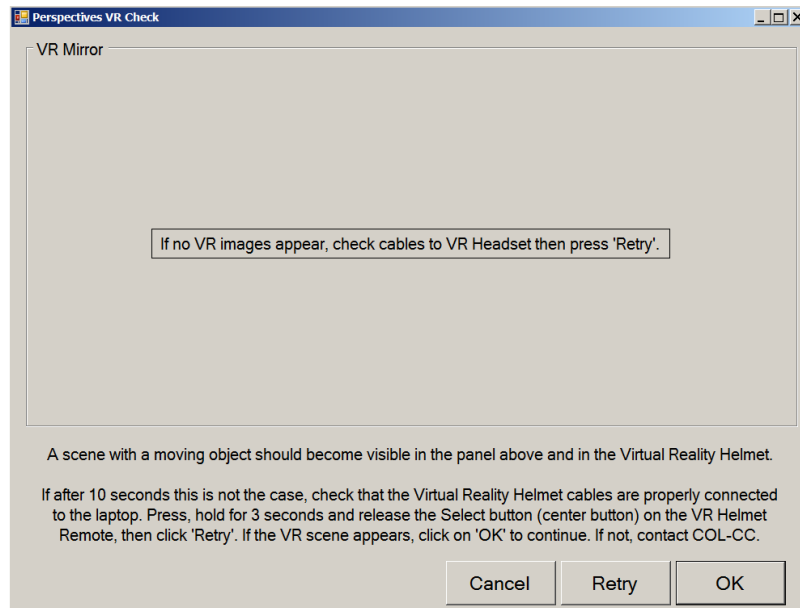 Perspectives VR Check
VR Mirror
If no VR images appear, check cables to VR Headset then press 'Retry'.
A scene with a moving object should become visible in the panel above and in the Virtual Reality Helmet.
If after 10 seconds this is not the case, check that the Virtual Reality Helmet cables are properly connected
to the laptop. Press, hold for 3 seconds and release the Select button (center button) on the VR Helmet
Remote, then click 'Retry'. If the VR scene appears, click on 'OK' to continue. If not, contact COL-CC.
Cancel Retry OK